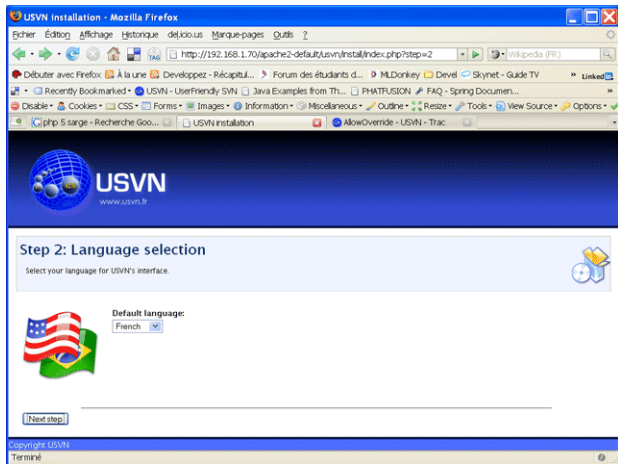 USVN installation - Mozilla Firefox
Fichier Édition Affichage Historique del.icio.us Marque-pages Outils ?
TAG http://192.168.1.70/apache2-default/usvn/install/index.php?step=2 Wikipedia (FR)
Débuter avec Firefox À la une Developpez - Récapitul... Forum des étudiants d... MLDonkey Devel Skynet - Guide TV » Linked
Recently Bookmarked USVN - UserFriendly SVN Java Examples from Th... PHATFUSION FAQ - Spring Documen... »
Disable Cookies CSS Forms Images Information Miscellaneous Outline Resize Tools View Source Options
php 5 sarge - Recherche Goo... USVN installation AllowOverride - USVN - Trac
USVN
www.usvn.fr
Step 2: Language selection
Select your language for USVN's interface.
Default language:
French
Next step
Copyright USVN
Terminé